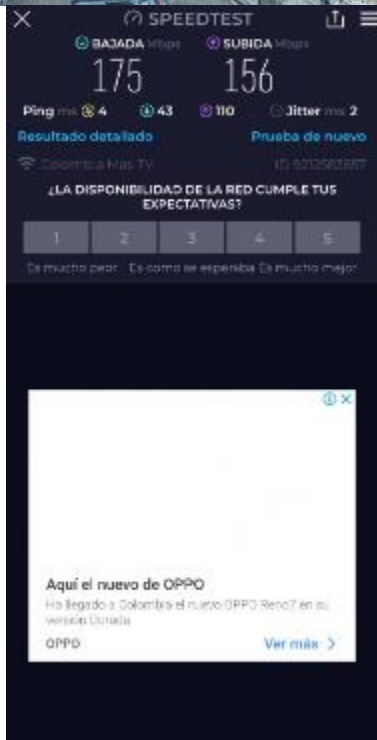 SPEEDTEST
BAJADA Mbps SUBIDA Mbps
175 156
Ping ms 4 43 110 Jitter ms 2
Resultado detallado Prueba de nuevo
Colombia Mas Tv ID
¿LA DISPONIBILIDAD DE LA RED CUMPLE TUS
EXPECTATIVAS?
1 2 3 4 5
Es mucho peor Es como se esperaba Es mucho mejor
Aquí el nuevo de OPPO
Ha llegado a Colombia el nuevo OPPO Reno7 en su
versión Dorada
OPPO Ver más